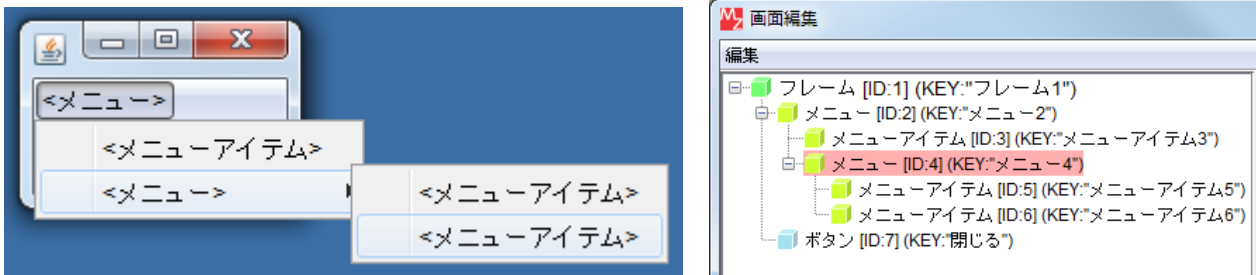 <メニュー>
<メニューアイテム>
<メニュー>
<メニューアイテム>
<メニューアイテム>
画面編集
編集
フレーム [ID:1] (KEY:"フレーム1")
メニュー [ID:2] (KEY:"メニュー2")
メニューアイテム [ID:3] (KEY:"メニューアイテム3")
メニュー [ID:4] (KEY:"メニュー4")
メニューアイテム [ID:5] (KEY:"メニューアイテム5")
メニューアイテム [ID:6] (KEY:"メニューアイテム6")
ボタン [ID:7] (KEY:"閉じる")